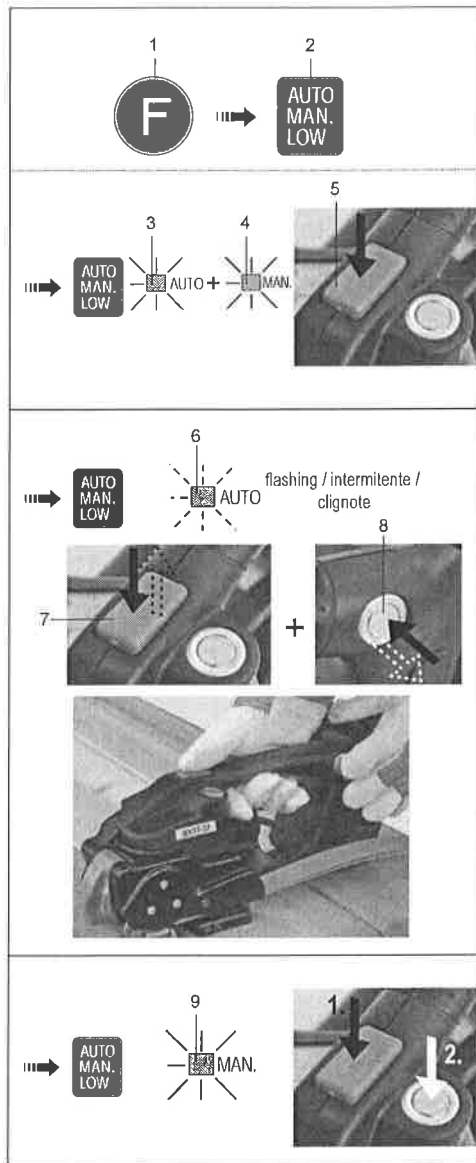 1
2
F
AUTO
MAN.
LOW
3
4
5
AUTO
MAN.
LOW
AUTO + MAN.
6
AUTO
MAN.
LOW
AUTO
flashing / intermitente /
clignote
7
+
8
9
AUTO
MAN.
LOW
MAN.
1.
2.